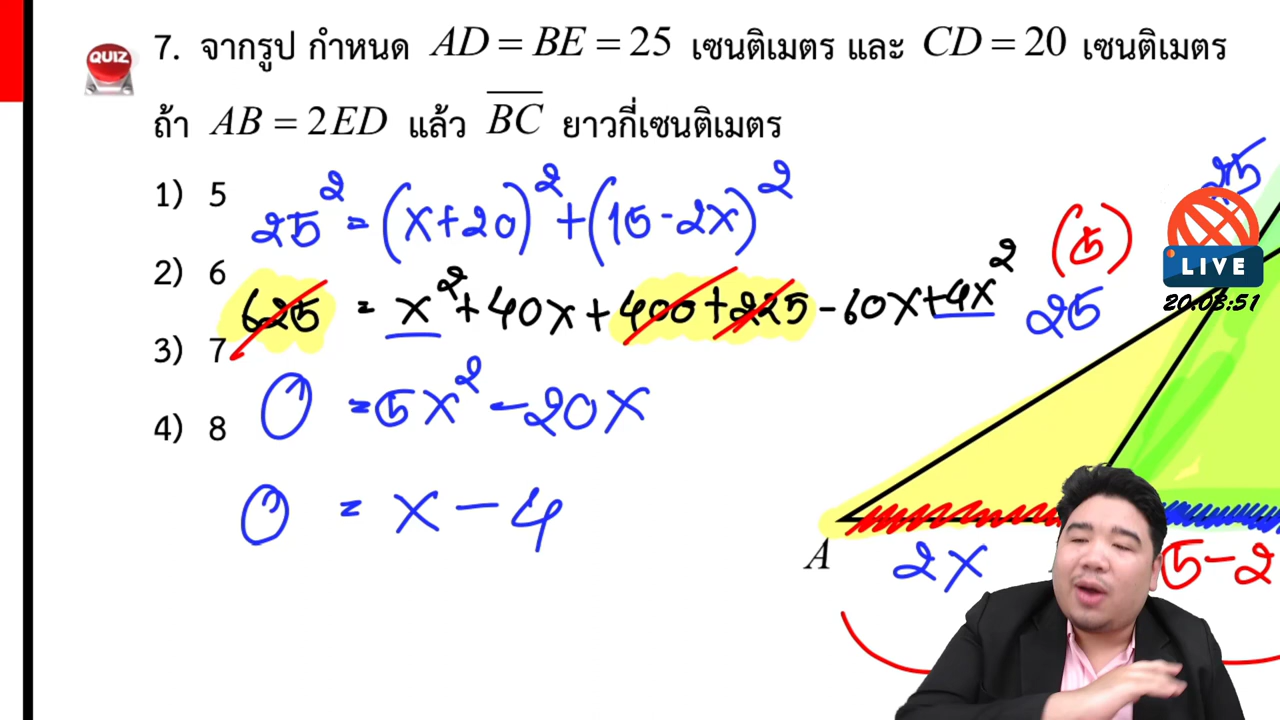 QUIZ
7. จากรูป กำหนด AD = BE = 25 เซนติเมตร และ CD = 20 เซนติเมตร
ถ้า AB = 2ED แล้ว \overline{BC} ยาวกี่เซนติเมตร
1) 5
25² = (x+20)² + (15-2x)²
2) 6
625 = x² + 40x + 400 + 225 - 60x + 4x²
3) 7
0 = 5x² - 20x
4) 8
0 = x - 4
25
(5)
25
LIVE
20:03:51
A
2x
5-2